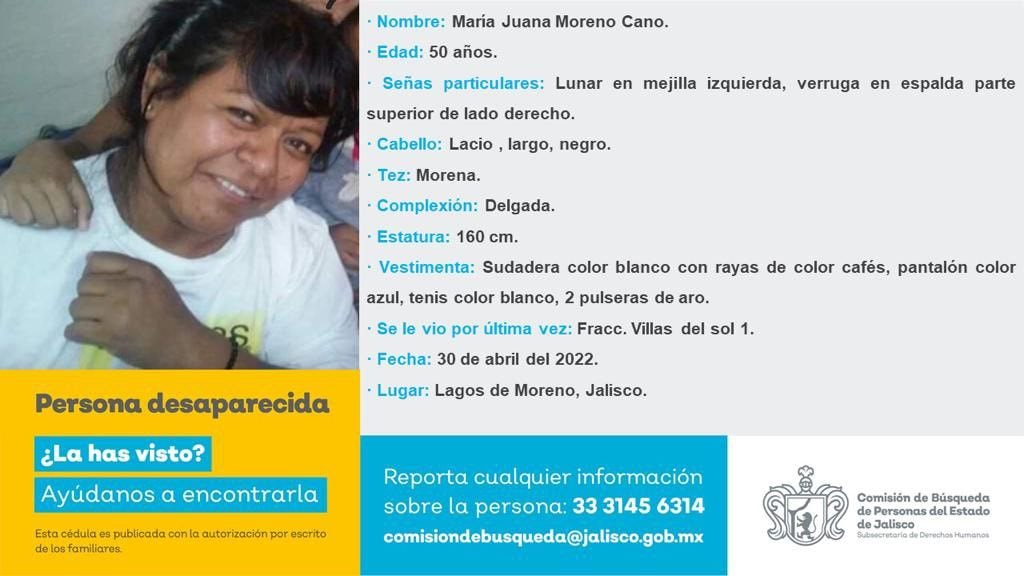 · Nombre: María Juana Moreno Cano.
· Edad: 50 años.
· Señas particulares: Lunar en mejilla izquierda, verruga en espalda parte
superior de lado derecho.
· Cabello: Lacio , largo, negro.
· Tez: Morena.
· Complexión: Delgada.
· Estatura: 160 cm.
· Vestimenta: Sudadera color blanco con rayas de color cafés, pantalón color
azul, tenis color blanco, 2 pulseras de aro.
· Se le vio por última vez: Fracc. Villas del sol 1.
· Fecha: 30 de abril del 2022.
· Lugar: Lagos de Moreno, Jalisco.
Persona desaparecida
¿La has visto?
Ayúdanos a encontrarla
Esta cédula es publicada con la autorización por escrito
de los familiares.
Reporta cualquier información
sobre la persona: 33 3145 6314
comisiondebusqueda@jalisco.gob.mx
Comisión de Búsqueda
de Personas del Estado
de Jalisco
Subsecretaría de Derechos Humanos